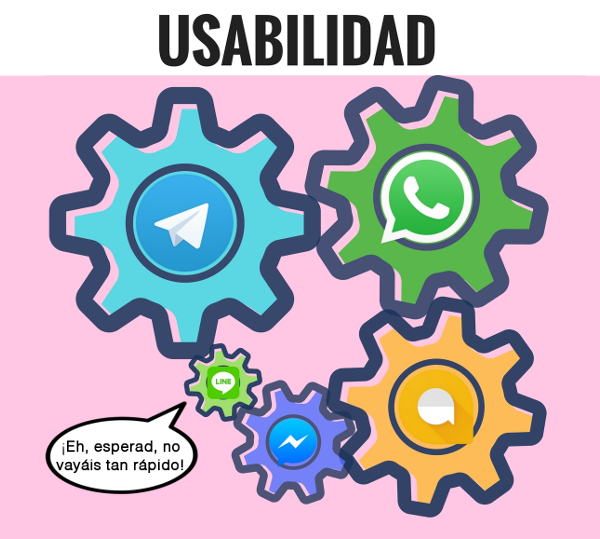 USABILIDAD
LINE
¡Eh, esperad, no
vayáis tan rápido!